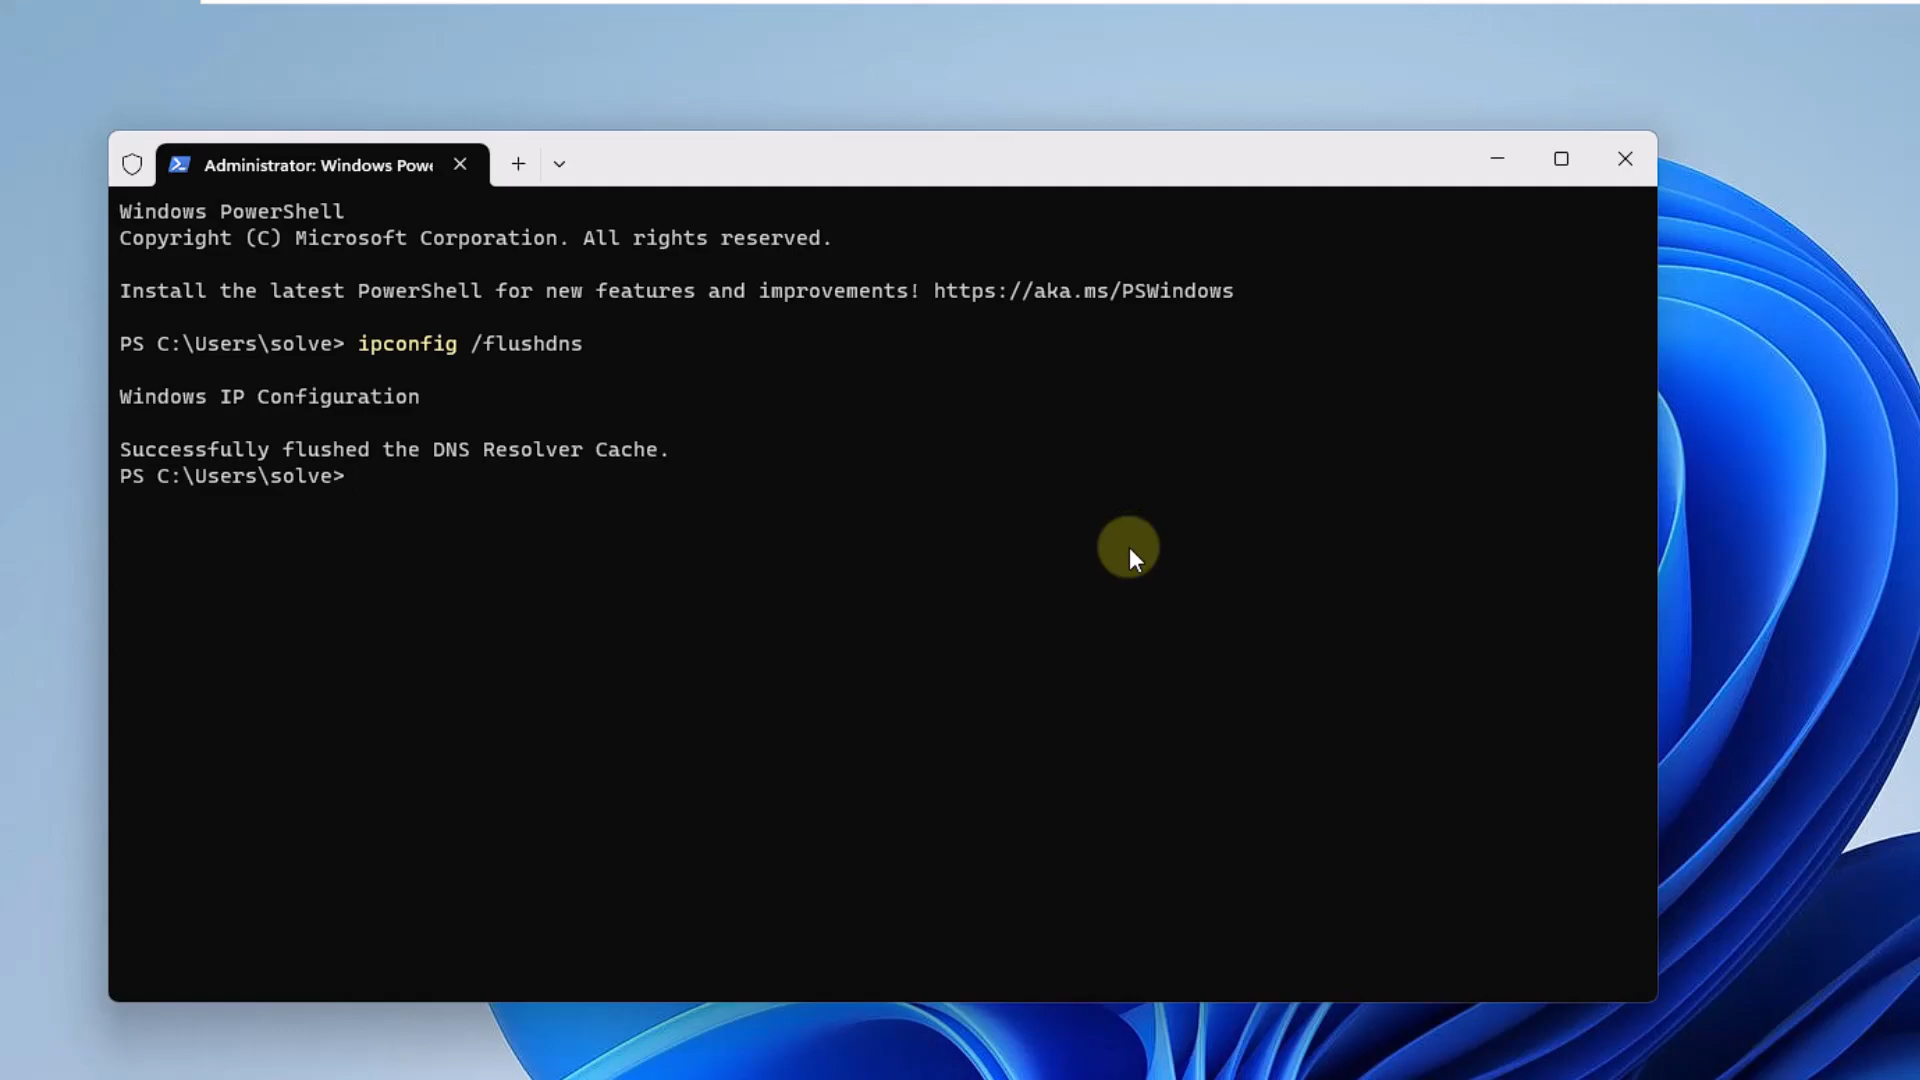 Administrator: Windows Powe
Windows PowerShell
Copyright (C) Microsoft Corporation. All rights reserved.
Install the latest PowerShell for new features and improvements! https://aka.ms/PSWindows
PS C:\Users\solve> ipconfig /flushdns
Windows IP Configuration
Successfully flushed the DNS Resolver Cache.
PS C:\Users\solve>